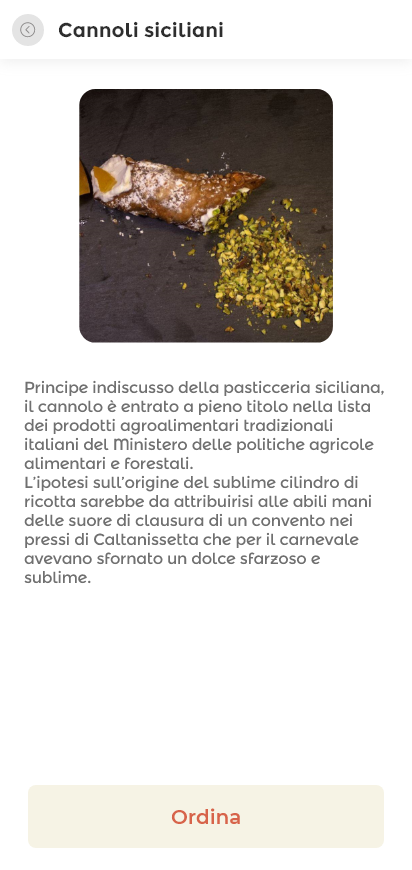 Cannoli siciliani
Principe indiscusso della pasticceria siciliana,
il cannolo è entrato a pieno titolo nella lista
dei prodotti agroalimentari tradizionali
italiani del Ministero delle politiche agricole
alimentari e forestali.
L'ipotesi sull'origine del sublime cilindro di
ricotta sarebbe da attribuirisi alle abili mani
delle suore di clausura di un convento nei
pressi di Caltanissetta che per il carnevale
avevano sfornato un dolce sfarzoso e
sublime.
Ordina